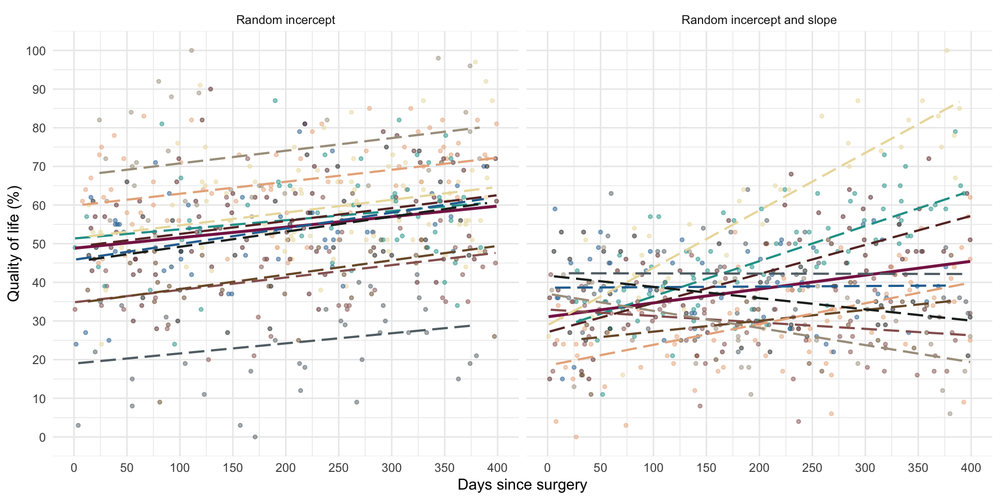 Random incercept
Random incercept and slope
Quality of life (%)
100
90
80
70
60
50
40
30
20
10
0
0 50 100 150 200 250 300 350 400
0 50 100 150 200 250 300 350 400
Days since surgery